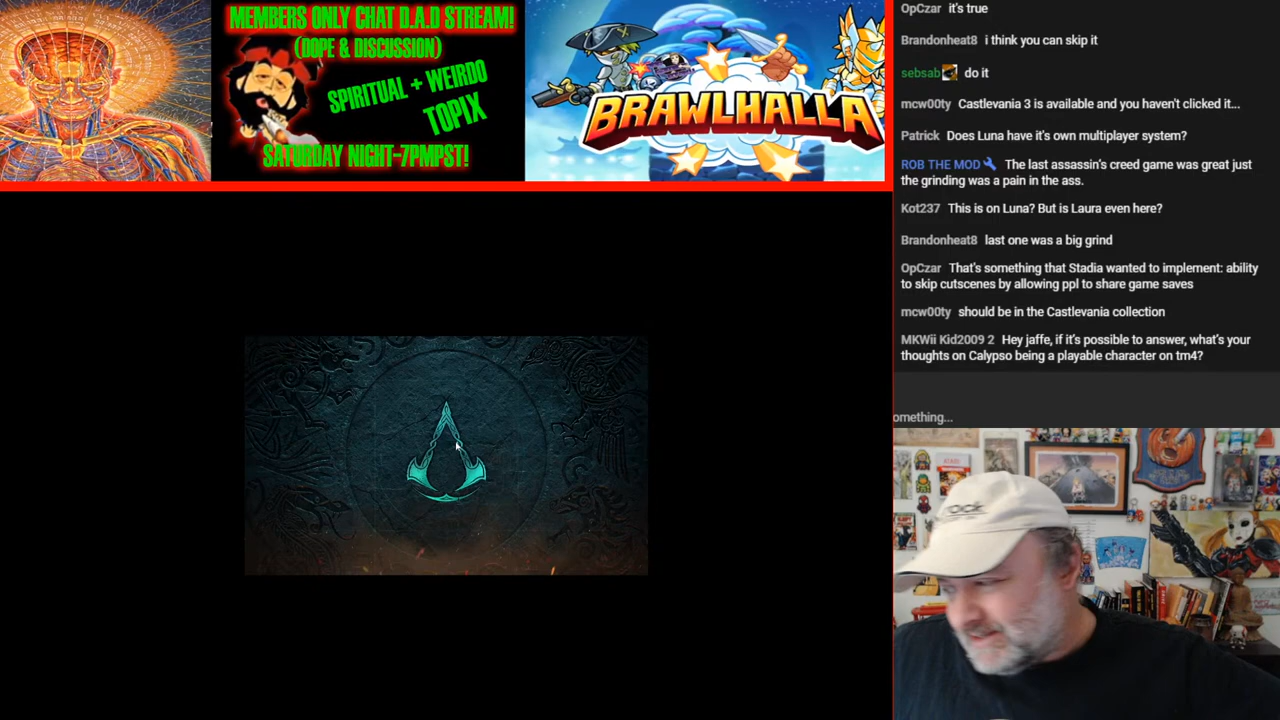 MEMBERS ONLY CHAT D.A.D STREAM!
(DOPE & DISCUSSION)
SPIRITUAL + WEIRDO
TOPIX
SATURDAY NIGHT-7PMPST!
BRAWLHALLA
OpCzar it's true
Brandonheat8 i think you can skip it
sebsab do it
mcw00ty Castlevania 3 is available and you haven't clicked it...
Patrick Does Luna have it's own multiplayer system?
ROB THE MOD The last assassin's creed game was great just
the grinding was a pain in the ass.
Kot237 This is on Luna? But is Laura even here?
Brandonheat8 last one was a big grind
OpCzar That's something that Stadia wanted to implement: ability
to skip cutscenes by allowing ppl to share game saves
mcw00ty should be in the Castlevania collection
MKWii Kid2009 2 Hey jaffe, if it's possible to answer, what's your
thoughts on Calypso being a playable character on tm4?
omething...